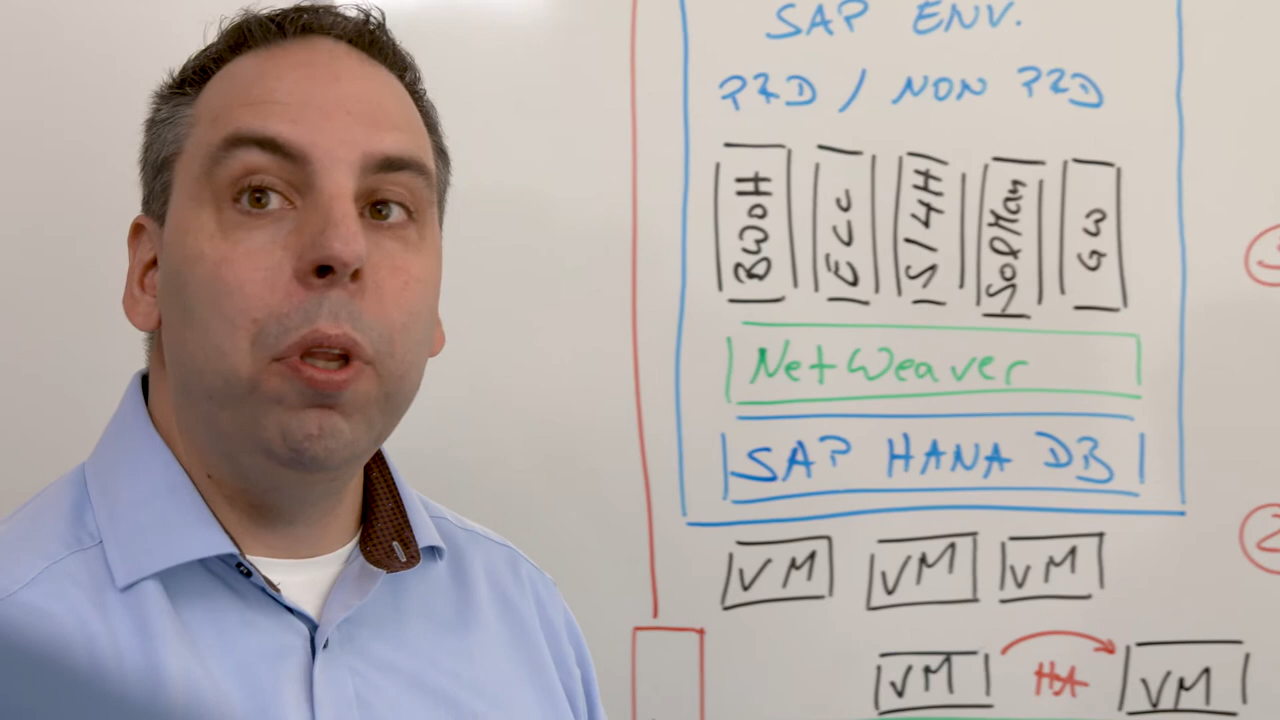 SAP ENV.
PRD / NON PRD
BWOH
ECC
S/4H
SolMan
GW
NetWeaver
SAP HANA DB
VM VM VM
VM HA VM
2